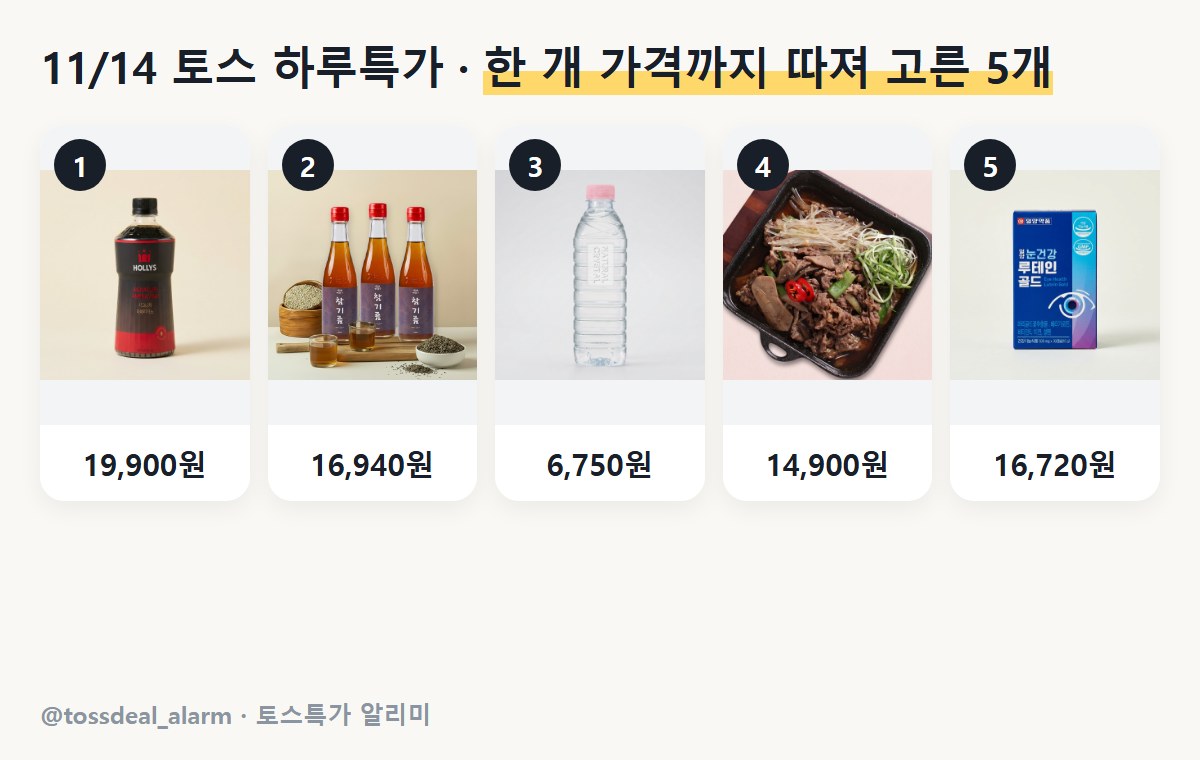 11/14 토스 하루특가 · 한 개 가격까지 따져 고른 5개
1
2
3
4
5
HOLLYS
참기름
참기름
참기름
일양약품
눈건강
루테인
골드
19,900원
16,940원
6,750원
14,900원
16,720원
@tossdeal_alarm · 토스특가 알리미